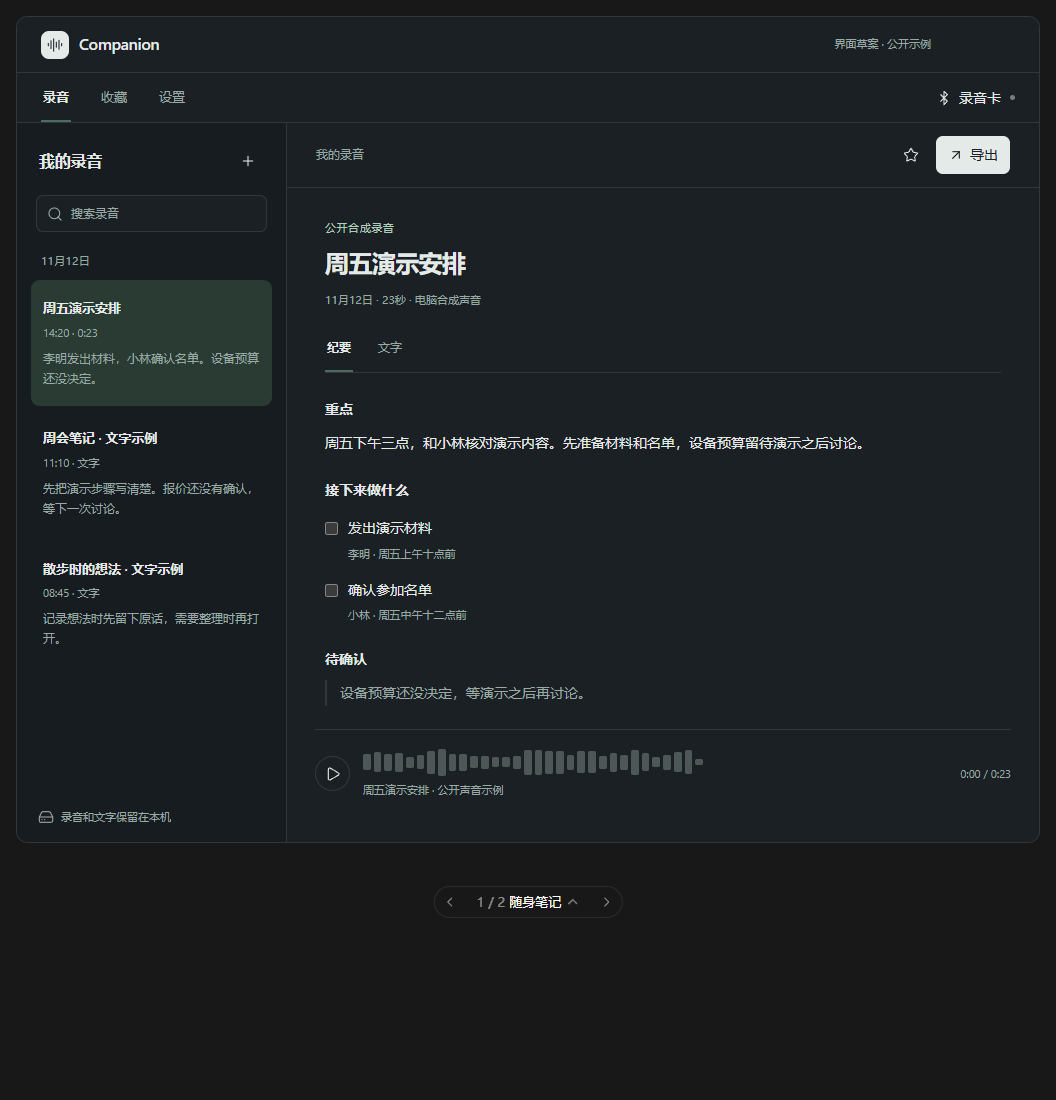 Companion
界面草案 · 公开示例
录音
收藏
设置
录音卡
我的录音
搜索录音
11月12日
周五演示安排
14:20 · 0:23
李明发出材料，小林确认名单。设备预算
还没决定。
周会笔记 · 文字示例
11:10 · 文字
先把演示步骤写清楚。报价还没有确认，
等下一次讨论。
散步时的想法 · 文字示例
08:45 · 文字
记录想法时先留下原话，需要整理时再打
开。
录音和文字保留在本机
我的录音
导出
公开合成录音
周五演示安排
11月12日 · 23秒 · 电脑合成声音
纪要
文字
重点
周五下午三点，和小林核对演示内容。先准备材料和名单，设备预算留待演示之后讨论。
接下来做什么
发出演示材料
李明 · 周五上午十点前
确认参加名单
小林 · 周五中午十二点前
待确认
设备预算还没决定，等演示之后再讨论。
周五演示安排 · 公开声音示例
0:00 / 0:23
1 / 2 随身笔记